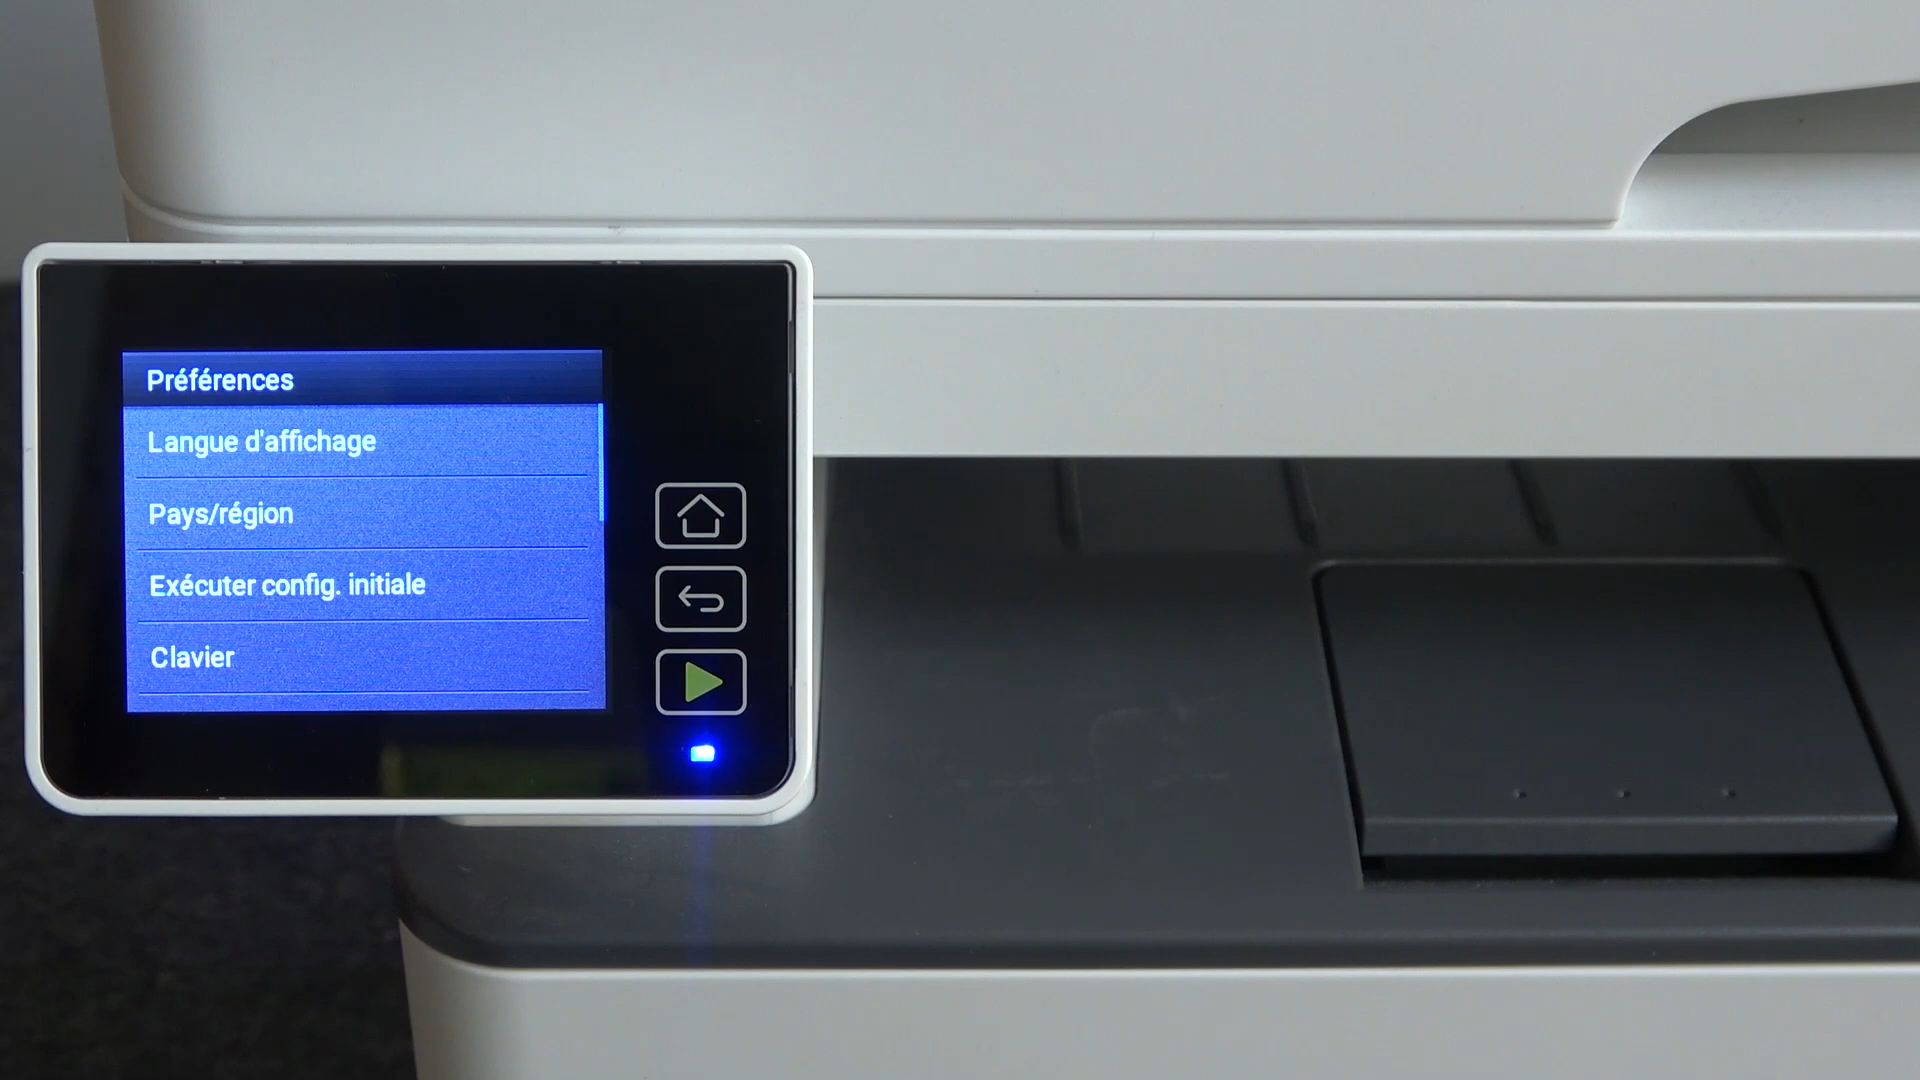 Préférences
Langue d'affichage
Pays/région
Exécuter config. initiale
Clavier